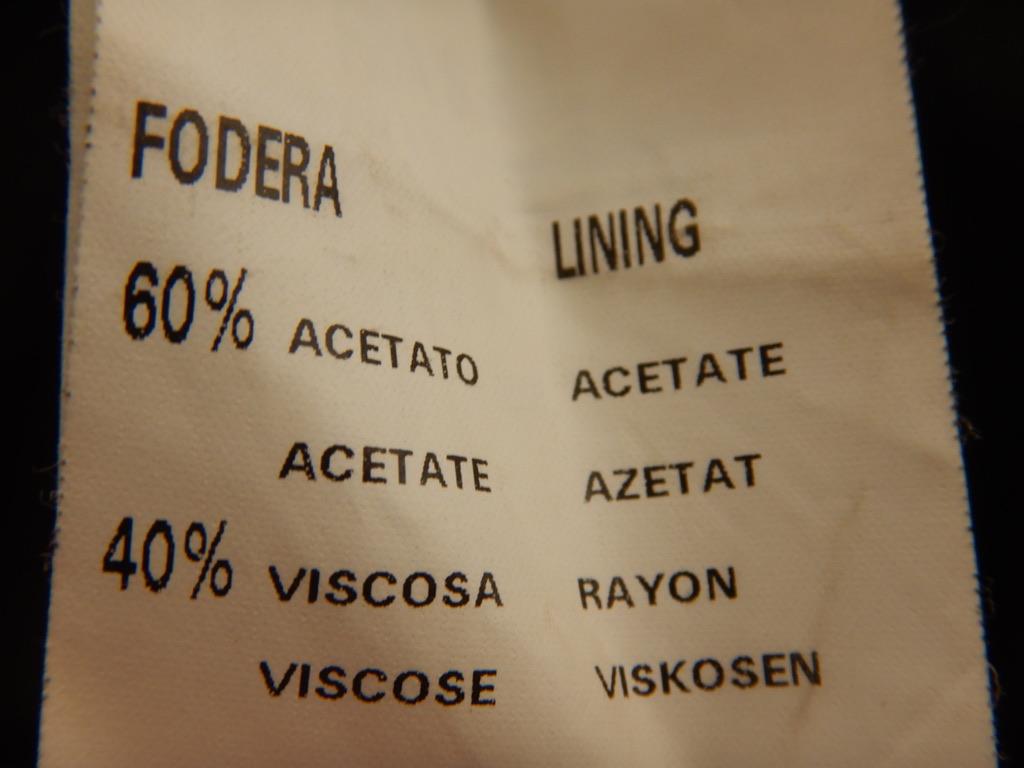 FODERA LINING
60% ACETATO ACETATE
ACETATE AZETAT
40% VISCOSA RAYON
VISCOSE VISKOSEN